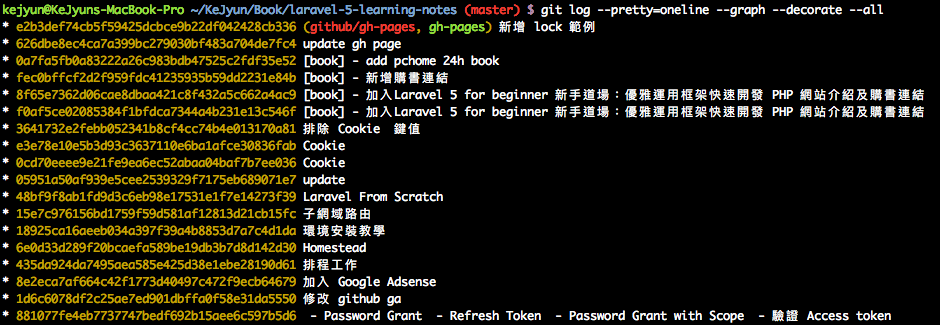 kejyun@KeJyuns-MacBook-Pro ~/KeJyun/Book/laravel-5-learning-notes (master) $ git log --pretty=oneline --graph --decorate --all
* e2b3def74cb5f59425dcbce9b22df042428cb336 (github/gh-pages, gh-pages) 新增 lock 範例
* 626dbe8ec4ca7a399bc279030bf483a704de7fc4 update gh page
* 0a7fa5fb0a83222a26c983bdb47525c2fdf35e52 [book] - add pchome 24h book
* fec0bffcf2d2f959fdc41235935b59dd2231e84b [book] - 新增購書連結
* 8f65e7362d06cae8dbaa421c8f432a5c662a4ac9 [book] - 加入Laravel 5 for beginner 新手道場：優雅運用框架快速開發 PHP 網站介紹及購書連結
* f0af5ce02085384f1bfdca7344a4b231e13c546f [book] - 加入Laravel 5 for beginner 新手道場：優雅運用框架快速開發 PHP 網站介紹及購書連結
* 3641732e2febb052341b8cf4cc74b4e013170a81 排除 Cookie 鍵值
* e3e78e10e5b3d93c3637110e6ba1afce30836fab Cookie
* 0cd70eeee9e21fe9ea6ec52abaa04baf7b7ee036 Cookie
* 05951a50af939e5cee2539329f7175eb689071e7 update
* 48bf9f8ab1fd9d3c6eb98e17531e1f7e14273f39 Laravel From Scratch
* 15e7c976156bd1759f59d581af12813d21cb15fc 子網域路由
* 18925ca16aeeb034a397f39a4b8853d7a7c4d1da 環境安裝教學
* 6e0d33d289f20bcaefa589be19db3b7d8d142d30 Homestead
* 435da924da7495aea585e425d38e1ebe28190d61 排程工作
* 8e2eca7af664c42f1773d40497c472f9ecb64679 加入 Google Adsense
* 1d6c6078df2c25ae7ed901dbffa0f58e31da5550 修改 github ga
* 881077fe4eb7737747bedf692b15aee6c597b5d6  - Password Grant  - Refresh Token  - Password Grant with Scope  - 驗證 Access token